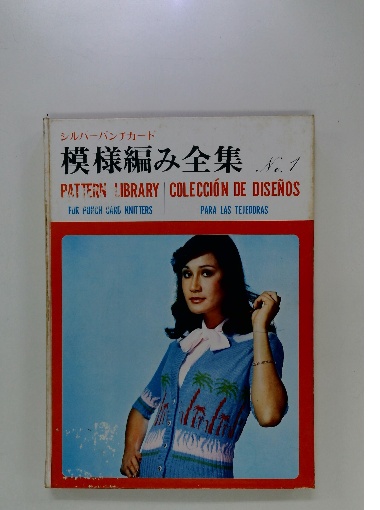 シルバーパンチカード
模様編み全集 No. 1
PATTERN LIBRARY
FOR PUNCH CARD KNITTERS
COLECCIÓN DE DISEÑOS
PARA LAS TEJEDORAS